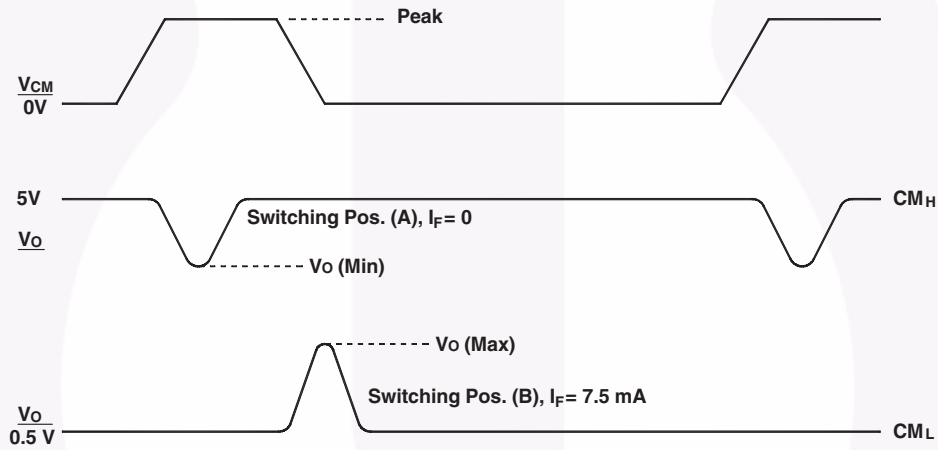 Peak
VCM
0V
5V
CMH
Switching Pos. (A), IF= 0
VO
VO (Min)
VO (Max)
Switching Pos. (B), IF= 7.5 mA
VO
0.5 V
CML